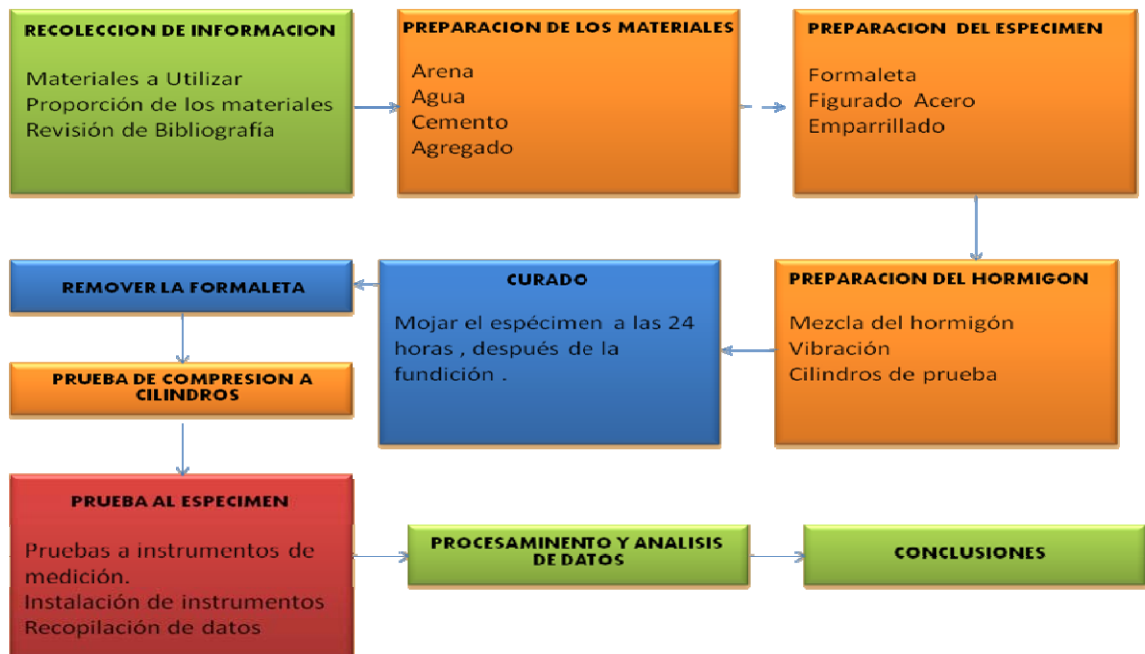 RECOLECCION DE INFORMACION
Materiales a Utilizar
Proporción de los materiales
Revisión de Bibliografía
PREPARACION DE LOS MATERIALES
Arena
Agua
Cemento
Agregado
PREPARACION DEL ESPECIMEN
Formaleta
Figurado Acero
Emparrillado
PREPARACION DEL HORMIGON
Mezcla del hormigón
Vibración
Cilindros de prueba
CURADO
Mojar el espécimen a las 24
horas , después de la
fundición .
REMOVER LA FORMALETA
PRUEBA DE COMPRESION A
CILINDROS
PRUEBA AL ESPECIMEN
Pruebas a instrumentos de
medición.
Instalación de instrumentos
Recopilación de datos
PROCESAMINENTO Y ANALISIS
DE DATOS
CONCLUSIONES